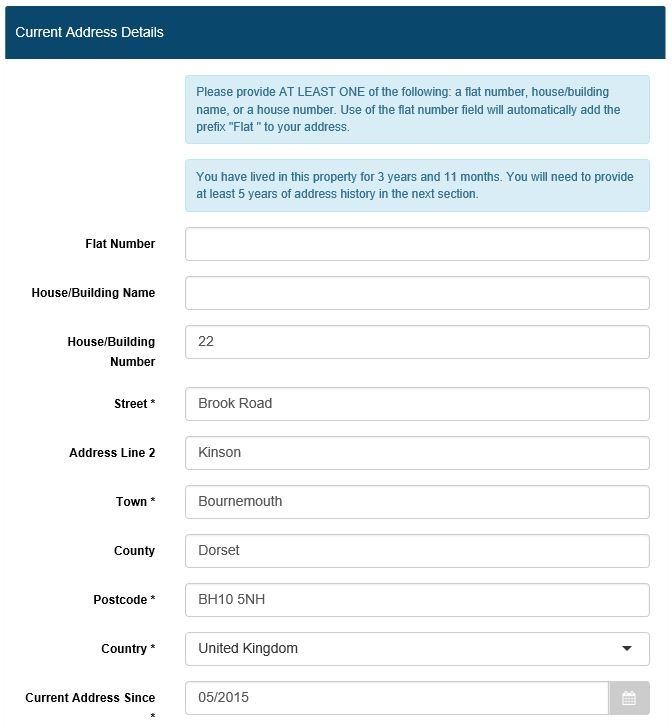 Current Address Details
Please provide AT LEAST ONE of the following: a flat number, house/building
name, or a house number. Use of the flat number field will automatically add the
prefix "Flat " to your address.
You have lived in this property for 3 years and 11 months. You will need to provide
at least 5 years of address history in the next section.
Flat Number
House/Building Name
House/Building
Number
22
Street *
Brook Road
Address Line 2
Kinson
Town *
Bournemouth
County
Dorset
Postcode *
BH10 5NH
Country *
United Kingdom
Current Address Since
*
05/2015